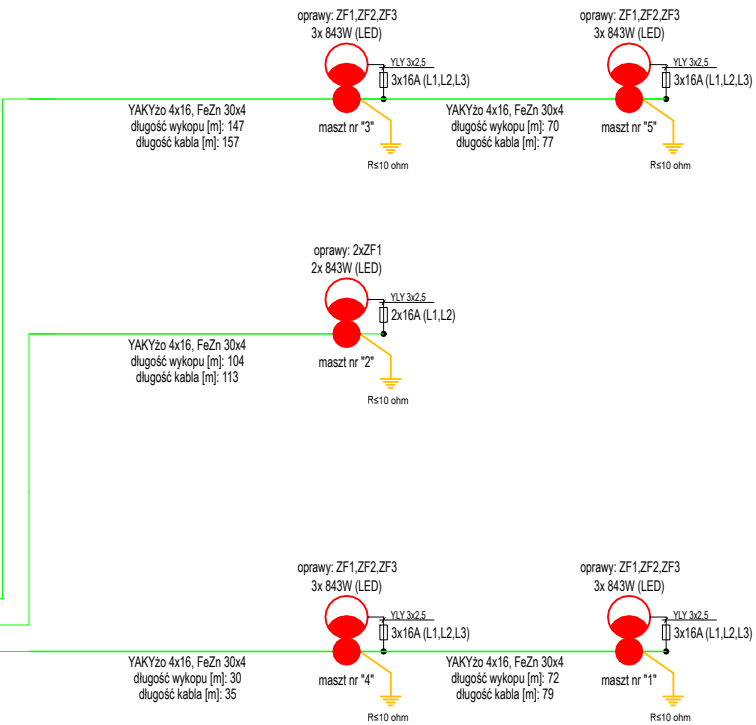 oprawy: ZF1,ZF2,ZF3
3x 843W (LED)
YLY 3x2,5
3x16A (L1,L2,L3)
YAKYżo 4x16, FeZn 30x4
długość wykopu [m]: 147
długość kabla [m]: 157
maszt nr "3"
R≤10 ohm
oprawy: ZF1,ZF2,ZF3
3x 843W (LED)
YLY 3x2,5
3x16A (L1,L2,L3)
YAKYżo 4x16, FeZn 30x4
długość wykopu [m]: 70
długość kabla [m]: 77
maszt nr "5"
R≤10 ohm
oprawy: 2xZF1
2x 843W (LED)
YLY 3x2,5
2x16A (L1,L2)
YAKYżo 4x16, FeZn 30x4
długość wykopu [m]: 104
długość kabla [m]: 113
maszt nr "2"
R≤10 ohm
oprawy: ZF1,ZF2,ZF3
3x 843W (LED)
YLY 3x2,5
3x16A (L1,L2,L3)
YAKYżo 4x16, FeZn 30x4
długość wykopu [m]: 30
długość kabla [m]: 35
maszt nr "4"
R≤10 ohm
oprawy: ZF1,ZF2,ZF3
3x 843W (LED)
YLY 3x2,5
3x16A (L1,L2,L3)
YAKYżo 4x16, FeZn 30x4
długość wykopu [m]: 72
długość kabla [m]: 79
maszt nr "1"
R≤10 ohm